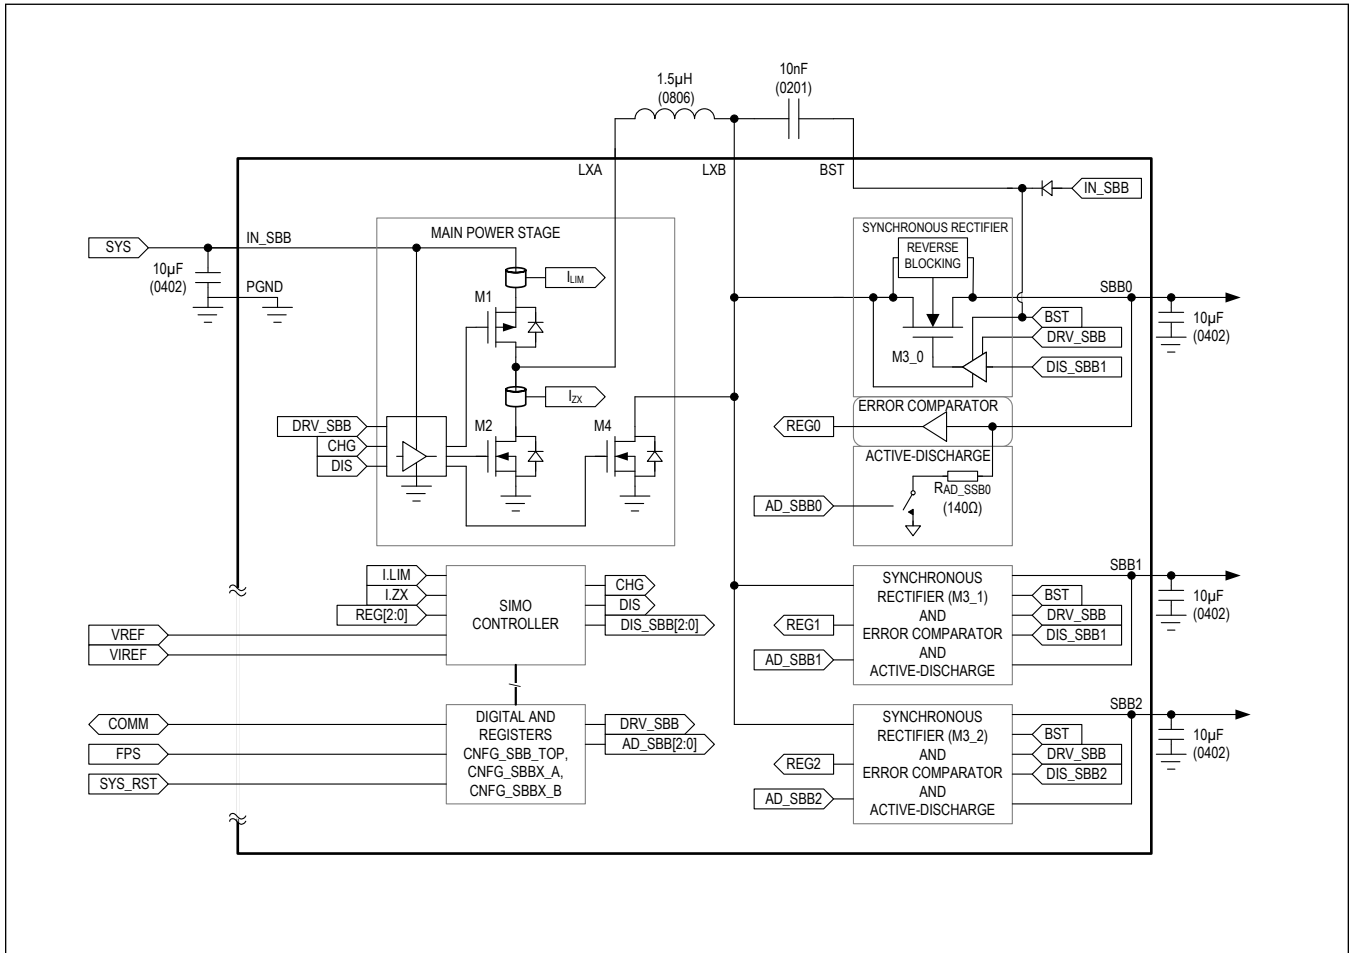 1.5µH
(0806)
10nF
(0201)
LXA
LXB
BST
IN_SBB
SYS
IN_SBB
10µF
(0402)
PGND
MAIN POWER STAGE
ILIM
M1
IZX
M2
M4
DRV_SBB
CHG
DIS
SYNCHRONOUS RECTIFIER
REVERSE
BLOCKING
SBB0
BST
DRV_SBB
DIS_SBB1
M3_0
10µF
(0402)
ERROR COMPARATOR
REG0
ACTIVE-DISCHARGE
RAD_SSB0
(140Ω)
AD_SBB0
I.LIM
I.ZX
REG[2:0]
VREF
VIREF
SIMO
CONTROLLER
CHG
DIS
DIS_SBB[2:0]
SYNCHRONOUS
RECTIFIER (M3_1)
AND
ERROR COMPARATOR
AND
ACTIVE-DISCHARGE
REG1
AD_SBB1
SBB1
BST
DRV_SBB
DIS_SBB1
10µF
(0402)
COMM
FPS
SYS_RST
DIGITAL AND
REGISTERS
CNFG_SBB_TOP,
CNFG_SBBX_A,
CNFG_SBBX_B
DRV_SBB
AD_SBB[2:0]
SYNCHRONOUS
RECTIFIER (M3_2)
AND
ERROR COMPARATOR
AND
ACTIVE-DISCHARGE
REG2
AD_SBB2
SBB2
BST
DRV_SBB
DIS_SBB2
10µF
(0402)